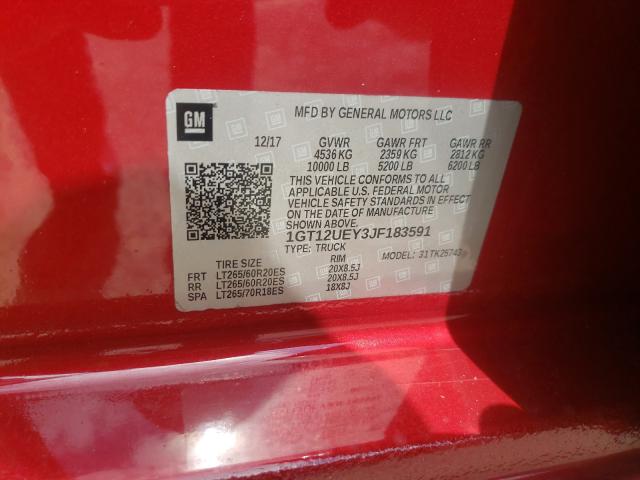 GM
MFD BY GENERAL MOTORS LLC
12/17 GVWR GAWR FRT GAWR RR
4536 KG 2359 KG 2812 KG
10000 LB 5200 LB 6200 LB
THIS VEHICLE CONFORMS TO ALL
APPLICABLE U.S. FEDERAL MOTOR
VEHICLE SAFETY STANDARDS IN EFFECT
ON THE DATE OF MANUFACTURE
1GT12UEY3JF183591
TYPE: TRUCK
MODEL: 31TK25743
TIRE SIZE RIM
FRT LT265/60R20ES 20X8.5J
RR LT265/60R20ES 20X8.5J
SPA LT265/70R18ES 18X8J